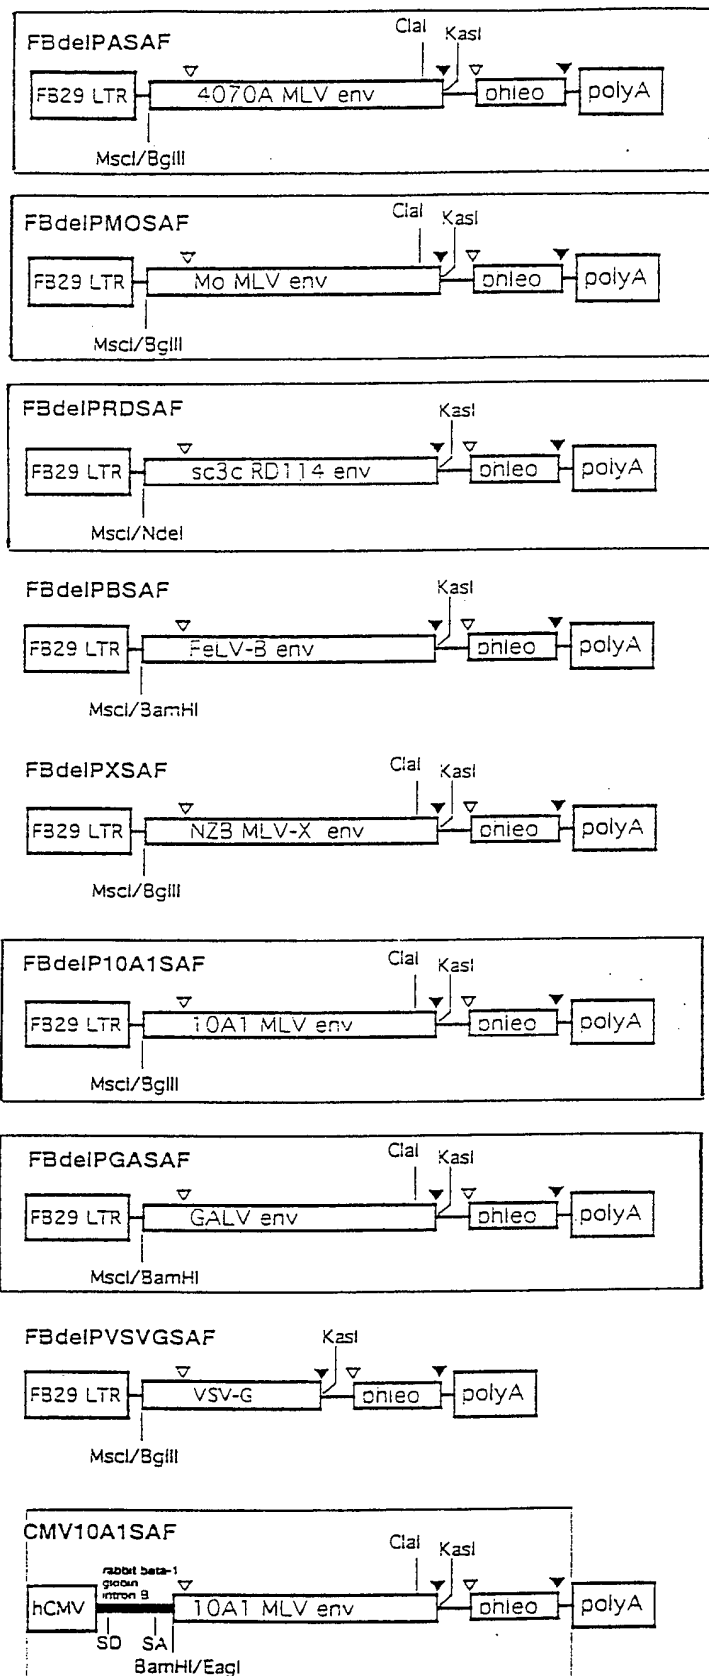 FBdelPASAF
ClaI
KasI
FB29 LTR
4070A MLV env
phleo
polyA
MscI/BglII
FBdelPMOSAF
ClaI
KasI
FB29 LTR
Mo MLV env
phleo
polyA
MscI/BglII
FBdelPRDSAF
KasI
FB29 LTR
sc3c RD114 env
phleo
polyA
MscI/NdeI
FBdelPBSAF
KasI
FB29 LTR
FeLV-B env
phleo
polyA
MscI/BamHI
FBdelPXSAF
ClaI
KasI
FB29 LTR
NZB MLV-X env
phleo
polyA
MscI/BglII
FBdelP10A1SAF
ClaI
KasI
FB29 LTR
10A1 MLV env
phleo
polyA
MscI/BglII
FBdelPGASAF
ClaI
KasI
FB29 LTR
GALV env
phleo
polyA
MscI/BamHI
FBdelPVSVGSAF
KasI
FB29 LTR
VSV-G
phleo
polyA
MscI/BglII
CMV10A1SAF
ClaI
KasI
rabbit beta-1
globin
intron B
hCMV
10A1 MLV env
phleo
polyA
SD
SA
BamHI/EagI